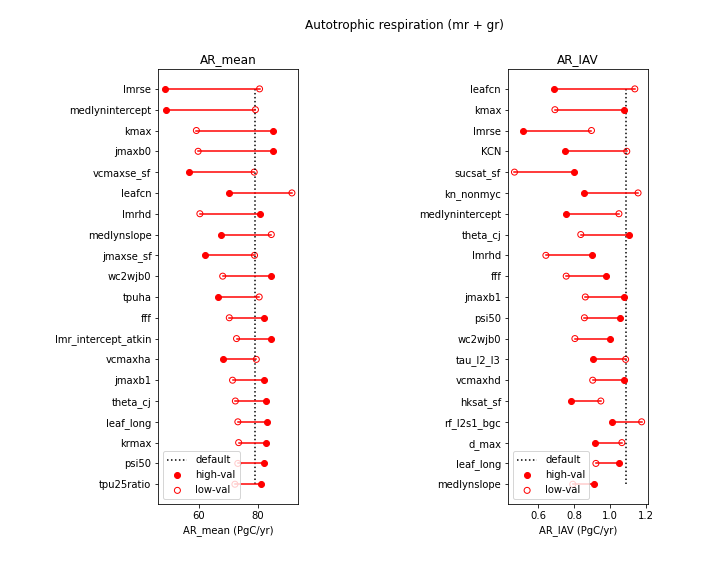 Autotrophic respiration (mr + gr)
AR_mean
lmrse
medlynintercept
kmax
jmaxb0
vcmaxse_sf
leafcn
lmrhd
medlynslope
jmaxse_sf
wc2wjb0
tpuha
fff
lmr_intercept_atkin
vcmaxha
jmaxb1
theta_cj
leaf_long
krmax
psi50
tpu25ratio
default
high-val
low-val
60 80
AR_mean (PgC/yr)
AR_IAV
leafcn
kmax
lmrse
KCN
sucsat_sf
kn_nonmyc
medlynintercept
theta_cj
lmrhd
fff
jmaxb1
psi50
wc2wjb0
tau_l2_l3
vcmaxhd
hksat_sf
rf_l2s1_bgc
d_max
leaf_long
medlynslope
default
high-val
low-val
0.6 0.8 1.0 1.2
AR_IAV (PgC/yr)